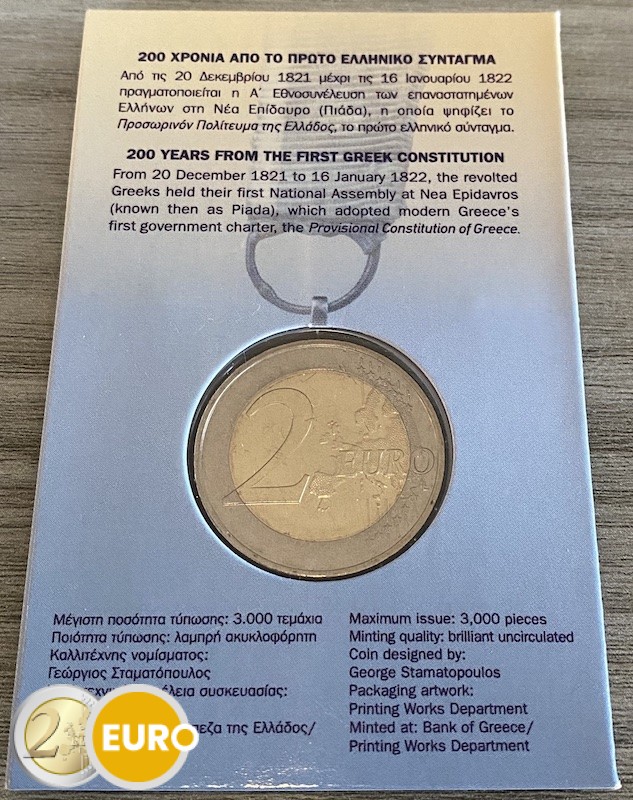 200 ΧΡΟΝΙΑ ΑΠΟ ΤΟ ΠΡΩΤΟ ΕΛΛΗΝΙΚΟ ΣΥΝΤΑΓΜΑ
Από τις 20 Δεκεμβρίου 1821 μέχρι τις 16 Ιανουαρίου 1822
πραγματοποιείται η Α΄ Εθνοσυνέλευση των επαναστατημένων
Ελλήνων στη Νέα Επίδαυρο (Πιάδα), η οποία ψηφίζει το
Προσωρινόν Πολίτευμα της Ελλάδος, το πρώτο ελληνικό σύνταγμα.
200 YEARS FROM THE FIRST GREEK CONSTITUTION
From 20 December 1821 to 16 January 1822, the revolted
Greeks held their first National Assembly at Nea Epidavros
(known then as Piada), which adopted modern Greece's
first government charter, the Provisional Constitution of Greece.
2 EURO
Μέγιστη ποσότητα τύπωσης: 3.000 τεμάχια
Ποιότητα τύπωσης: λαμπρή ακυκλοφόρητη
Καλλιτέχνης νομίσματος:
Γεώργιος Σταματόπουλος
συσκευασίας:
της Ελλάδος/
Maximum issue: 3,000 pieces
Minting quality: brilliant uncirculated
Coin designed by:
George Stamatopoulos
Packaging artwork:
Printing Works Department
Minted at: Bank of Greece/
Printing Works Department
2 EURO